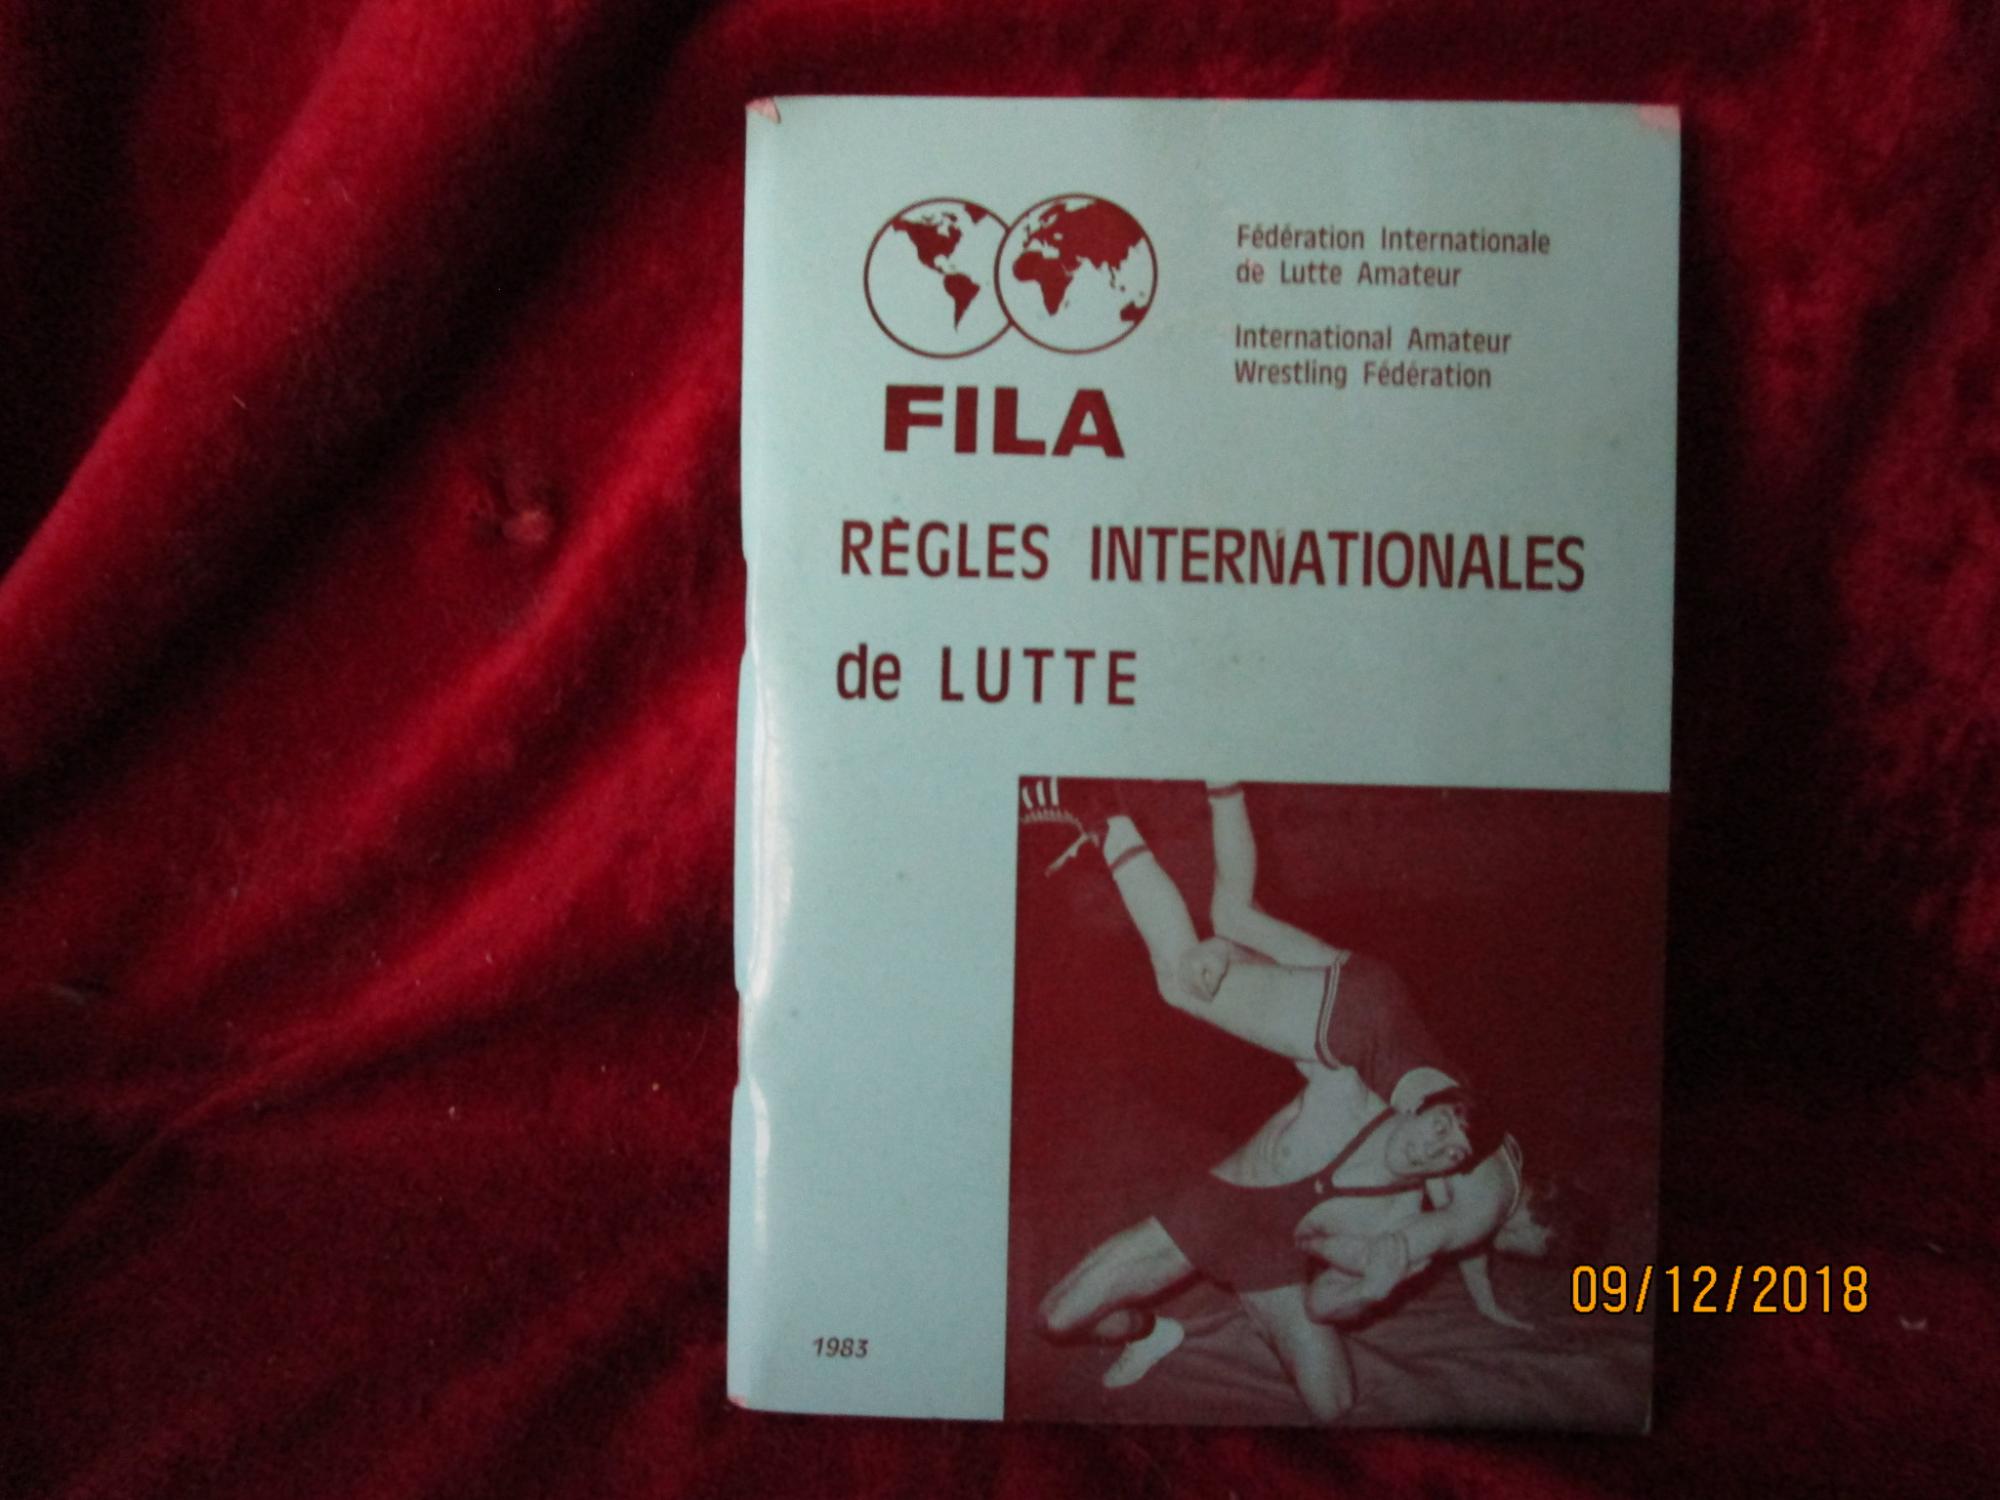 Fédération Internationale
de Lutte Amateur
International Amateur
Wrestling Fédération
FILA
RÈGLES INTERNATIONALES
de LUTTE
1983
09/12/2018